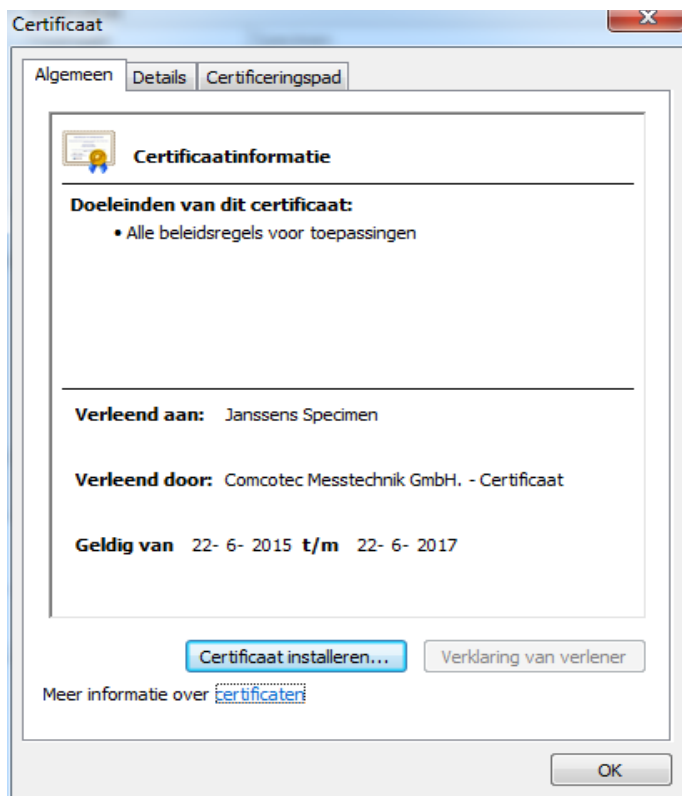 Certificaat
Algemeen Details Certificeringspad
Certificaatinformatie
Doeleinden van dit certificaat:
• Alle beleidsregels voor toepassingen
Verleend aan: Janssens Specimen
Verleend door: Comcotec Messtechnik GmbH. - Certificaat
Geldig van 22- 6- 2015 t/m 22- 6- 2017
Certificaat installeren... Verklaring van verlener
Meer informatie over certificaten
OK